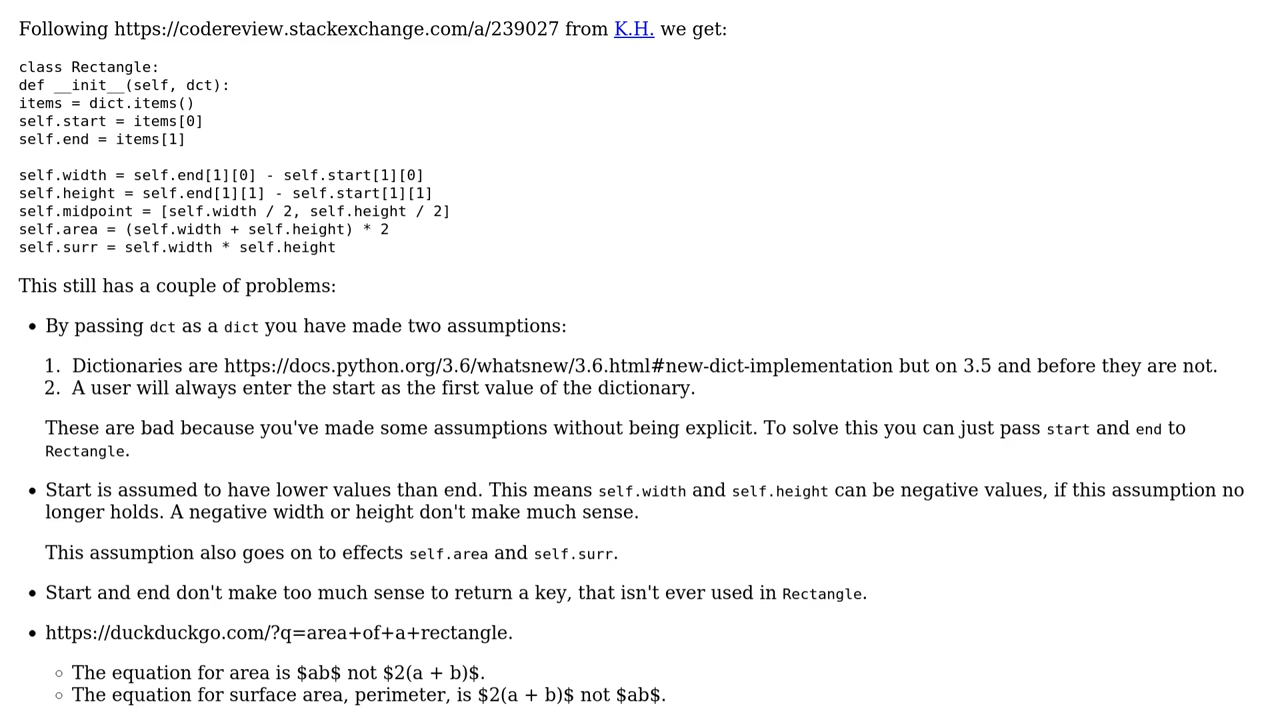 Following https://codereview.stackexchange.com/a/239027 from K.H. we get:
class Rectangle:
def __init__(self, dct):
items = dict.items()
self.start = items[0]
self.end = items[1]
self.width = self.end[1][0] - self.start[1][0]
self.height = self.end[1][1] - self.start[1][1]
self.midpoint = [self.width / 2, self.height / 2]
self.area = (self.width + self.height) * 2
self.surr = self.width * self.height
This still has a couple of problems:
• By passing dct as a dict you have made two assumptions:
1. Dictionaries are https://docs.python.org/3.6/whatsnew/3.6.html#new-dict-implementation but on 3.5 and before they are not.
2. A user will always enter the start as the first value of the dictionary.
These are bad because you've made some assumptions without being explicit. To solve this you can just pass start and end to
Rectangle.
• Start is assumed to have lower values than end. This means self.width and self.height can be negative values, if this assumption no
longer holds. A negative width or height don't make much sense.
This assumption also goes on to effects self.area and self.surr.
• Start and end don't make too much sense to return a key, that isn't ever used in Rectangle.
• https://duckduckgo.com/?q=area+of+a+rectangle.
◦ The equation for area is $ab$ not $2(a + b)$.
◦ The equation for surface area, perimeter, is $2(a + b)$ not $ab$.